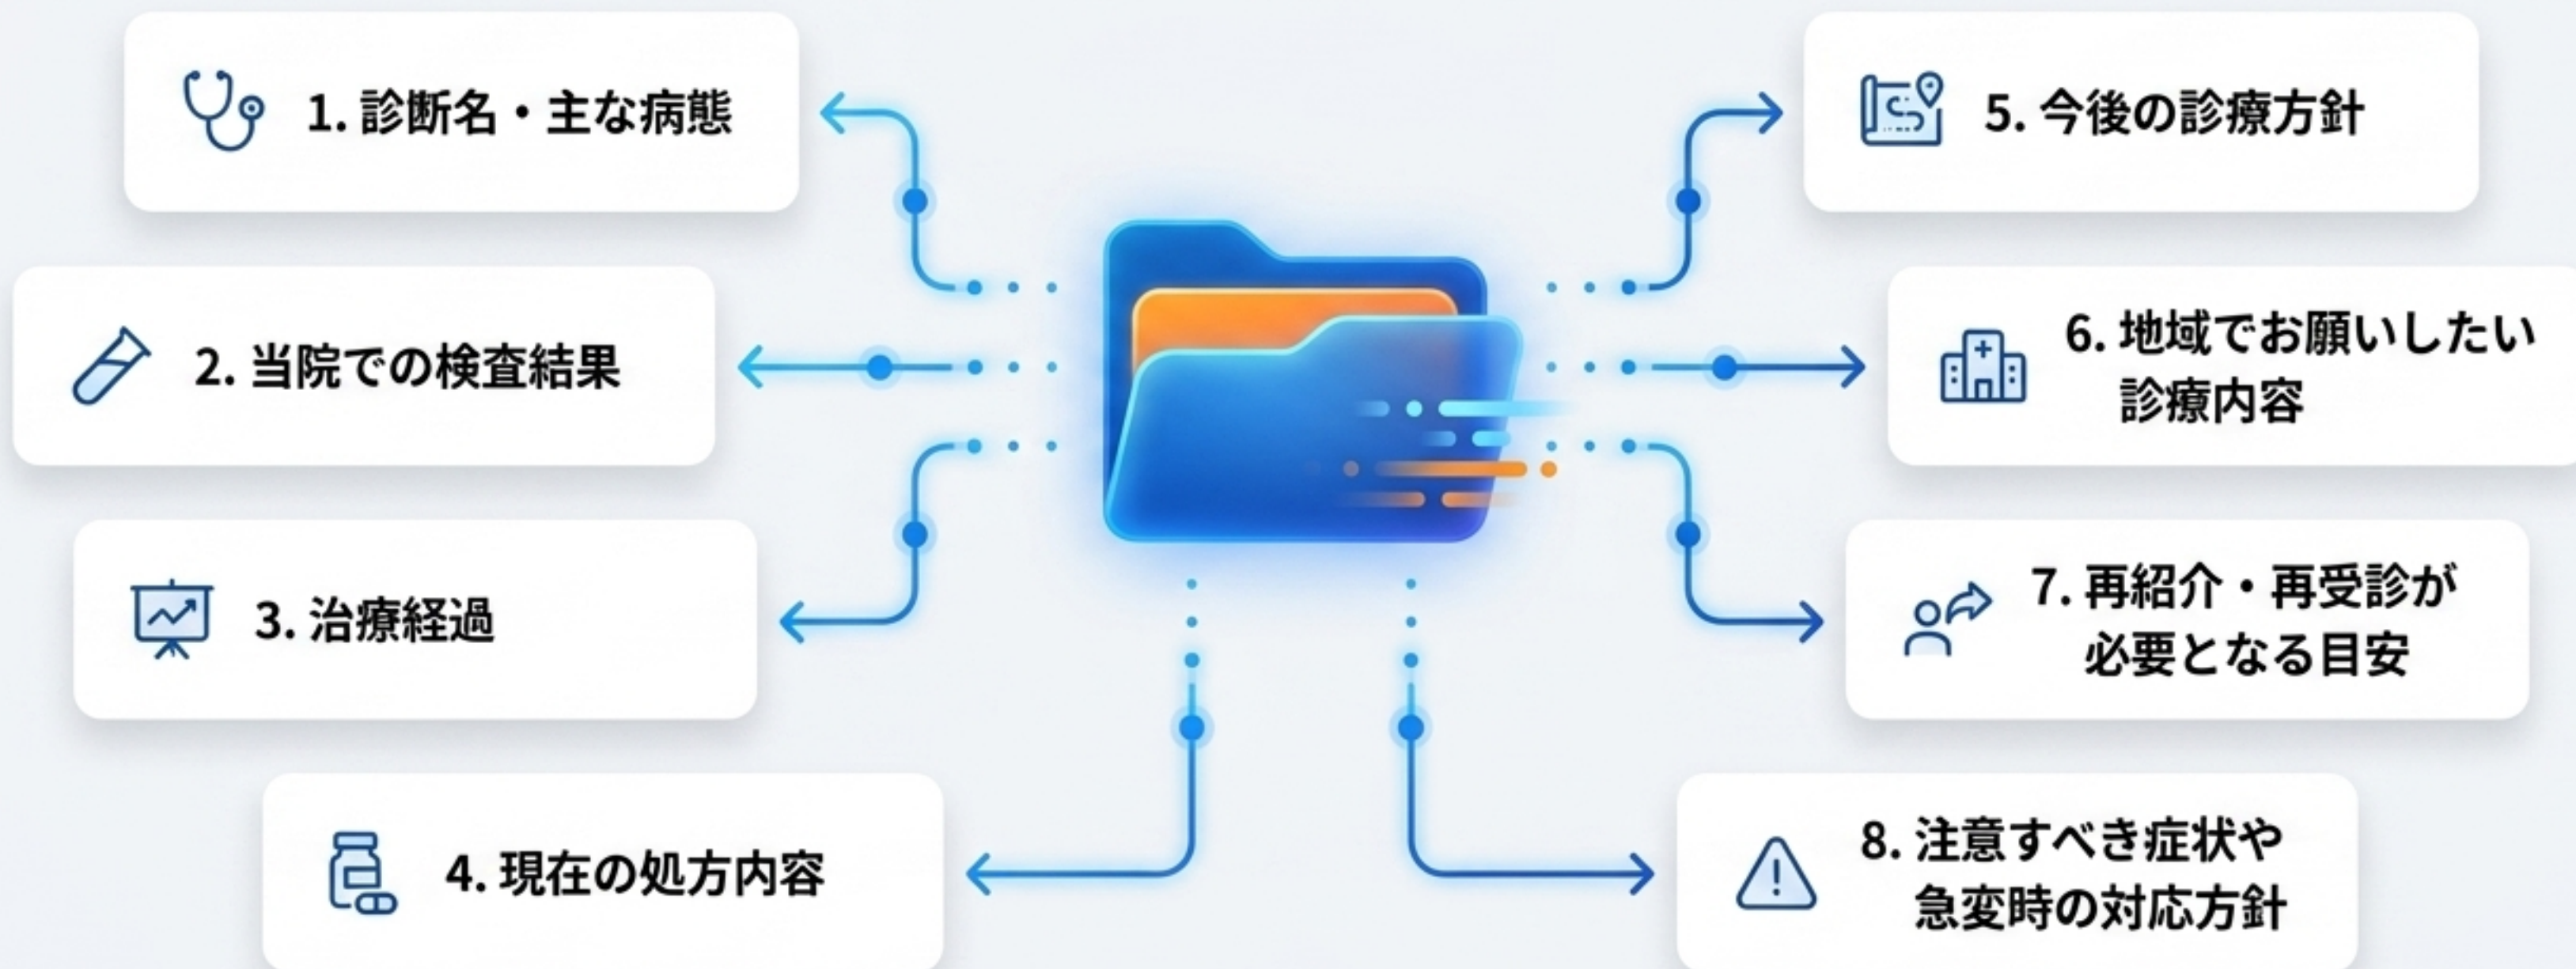 1. 診断名・主な病態
2. 当院での検査結果
3. 治療経過
4. 現在の処方内容
5. 今後の診療方針
6. 地域でお願いしたい
診療内容
7. 再紹介・再受診が
必要となる目安
8. 注意すべき症状や
急変時の対応方針